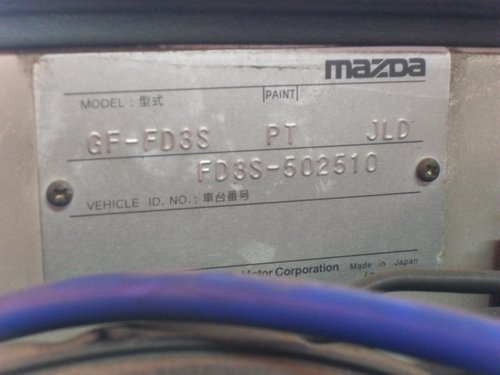 mazda
MODEL : 型式 PAINT
GF-FD3S PT JLD
FD3S-502510
VEHICLE ID. NO. : 車台番号
Motor Corporation Made in Japan